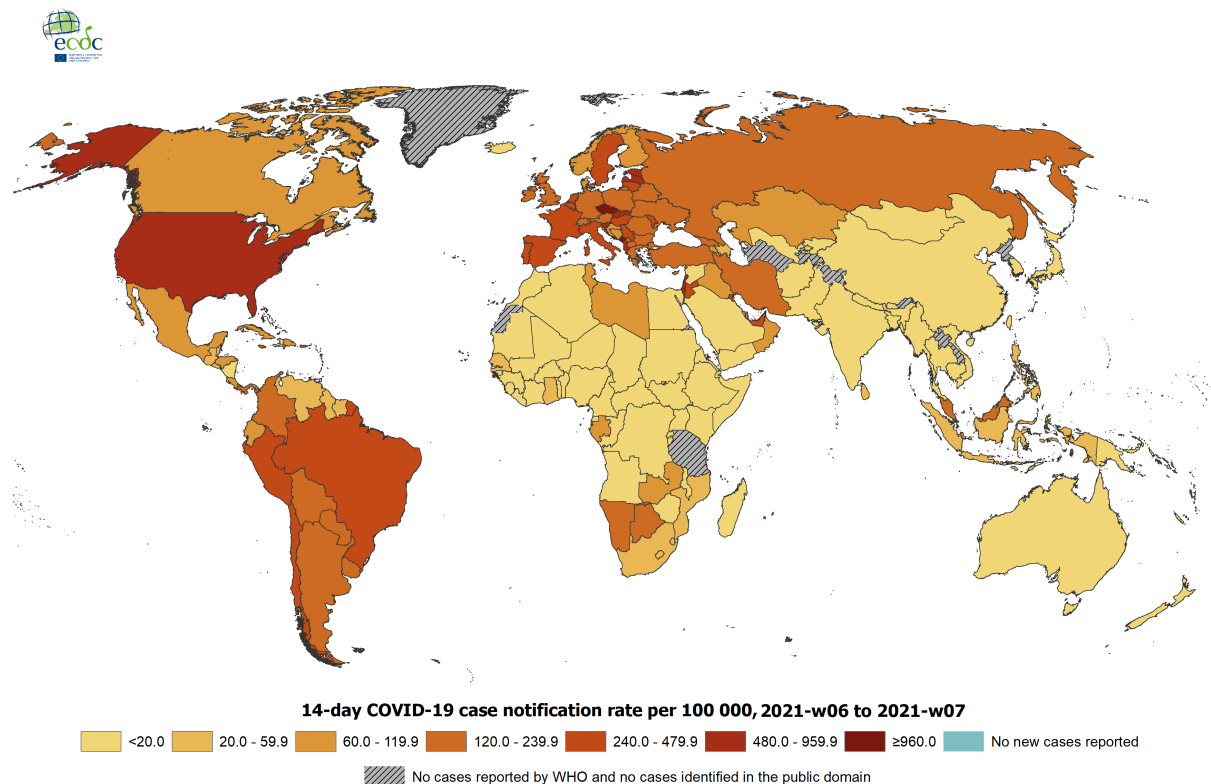 ecdc
14-day COVID-19 case notification rate per 100 000, 2021-w06 to 2021-w07
<20.0 20.0 - 59.9 60.0 - 119.9 120.0 - 239.9 240.0 - 479.9 480.0 - 959.9 ≥960.0 No new cases reported
No cases reported by WHO and no cases identified in the public domain